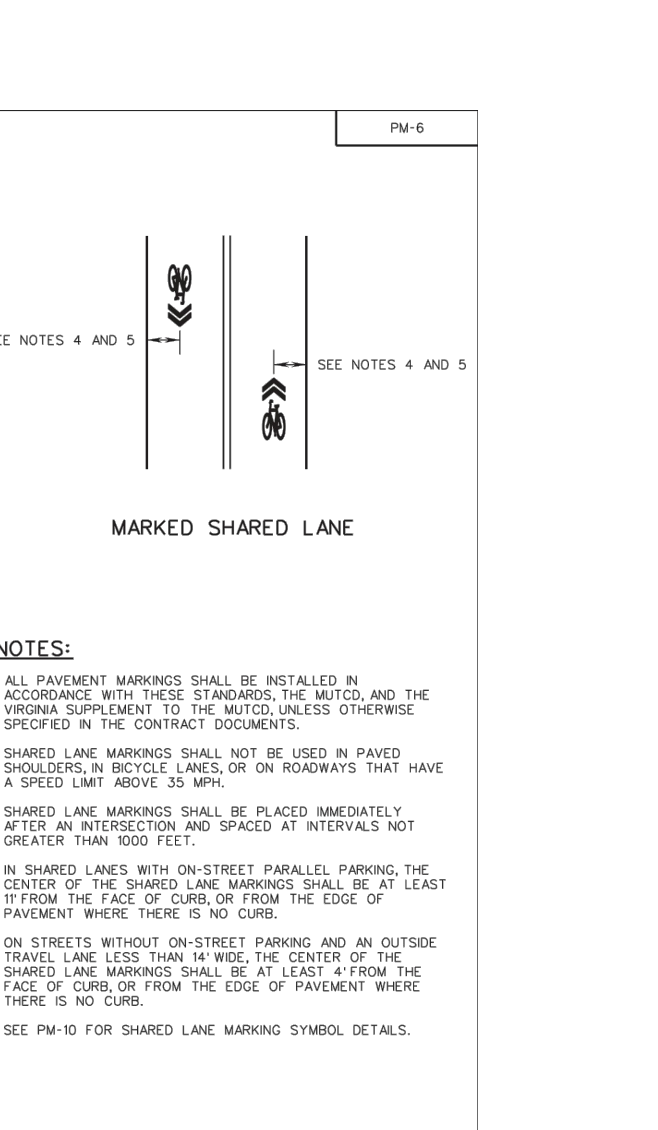 PM-6
NOTES 4 AND 5
SEE NOTES 4 AND 5
MARKED SHARED LANE
NOTES:
ALL PAVEMENT MARKINGS SHALL BE INSTALLED IN
ACCORDANCE WITH THESE STANDARDS, THE MUTCD, AND THE
VIRGINIA SUPPLEMENT TO THE MUTCD, UNLESS OTHERWISE
SPECIFIED IN THE CONTRACT DOCUMENTS.
SHARED LANE MARKINGS SHALL NOT BE USED IN PAVED
SHOULDERS, IN BICYCLE LANES, OR ON ROADWAYS THAT HAVE
A SPEED LIMIT ABOVE 35 MPH.
SHARED LANE MARKINGS SHALL BE PLACED IMMEDIATELY
AFTER AN INTERSECTION AND SPACED AT INTERVALS NOT
GREATER THAN 1000 FEET.
IN SHARED LANES WITH ON-STREET PARALLEL PARKING, THE
CENTER OF THE SHARED LANE MARKINGS SHALL BE AT LEAST
11' FROM THE FACE OF CURB, OR FROM THE EDGE OF
PAVEMENT WHERE THERE IS NO CURB.
ON STREETS WITHOUT ON-STREET PARKING AND AN OUTSIDE
TRAVEL LANE LESS THAN 14' WIDE, THE CENTER OF THE
SHARED LANE MARKINGS SHALL BE AT LEAST 4' FROM THE
FACE OF CURB, OR FROM THE EDGE OF PAVEMENT WHERE
THERE IS NO CURB.
SEE PM-10 FOR SHARED LANE MARKING SYMBOL DETAILS.